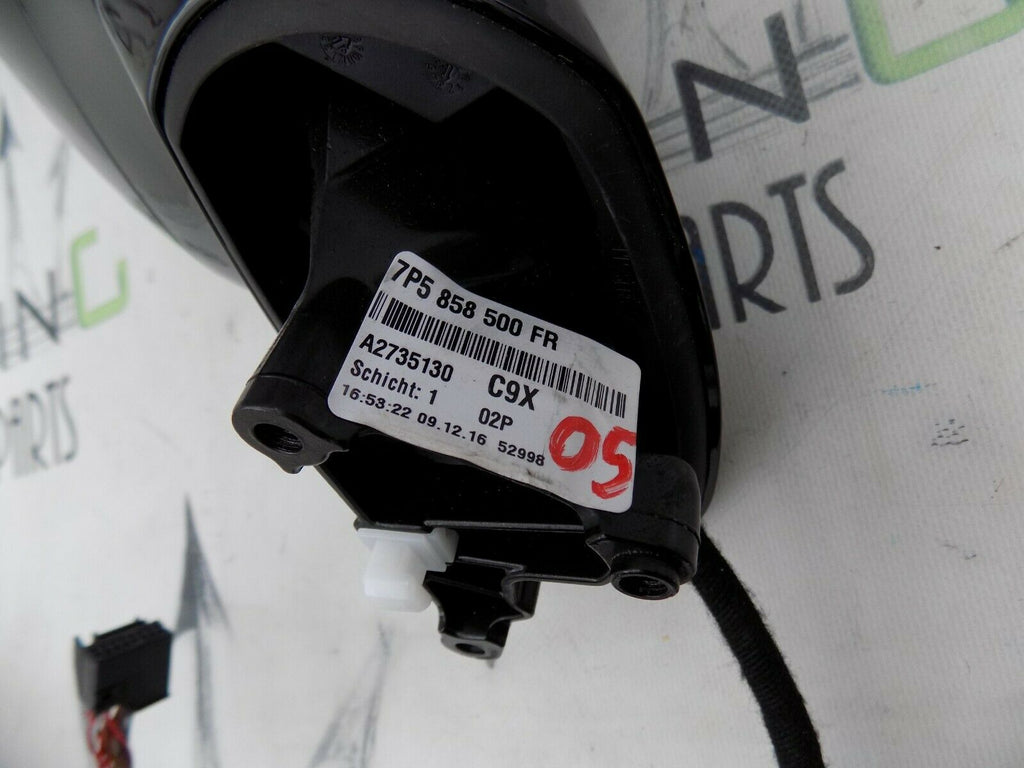 7P5 858 500 FR
A2735130 C9X
Schicht: 1 02P
16:53:22 09.12.16 52998
05